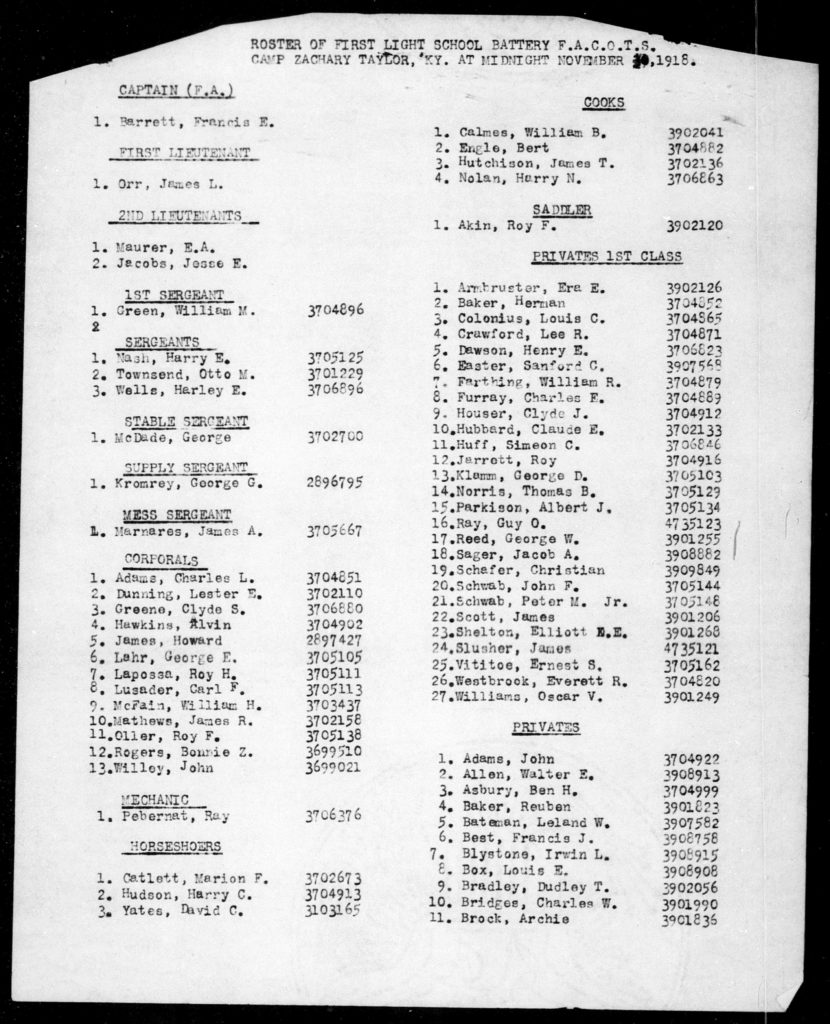 ROSTER OF FIRST LIGHT SCHOOL BATTERY F.A.C.O.T.S.
CAMP ZACHARY TAYLOR, KY. AT MIDNIGHT NOVEMBER ,1918.
CAPTAIN (F.A.)
1. Barrett, Francis E.
FIRST LIEUTENANT
1. Orr, James L.
2ND LIEUTENANTS
1. Maurer, E.A.
2. Jacobs, Jesse E.
1ST SERGEANT
1. Green, William M. 3704896
2
SERGEANTS
1. Nash, Harry E. 3705125
2. Townsend, Otto M. 3701229
3. Wells, Harley E. 3706896
STABLE SERGEANT
1. McDade, George 3702700
SUPPLY SERGEANT
1. Kromrey, George G. 2896795
MESS SERGEANT
1. Marnares, James A. 3705667
CORPORALS
1. Adams, Charles L. 3704851
2. Dunning, Lester E. 3702110
3. Greene, Clyde S. 3706880
4. Hawkins, Alvin 3704902
5. James, Howard 2897427
6. Lahr, George E. 3705105
7. Lapossa, Roy H. 3705111
8. Lusader, Carl F. 3705113
9. McFain, William H. 3703437
10. Mathews, James R. 3702158
11. Oller, Roy F. 3705138
12. Rogers, Bonnie Z. 3699510
13. Willey, John 3699021
MECHANIC
1. Pebernat, Ray 3706376
HORSESHOERS
1. Catlett, Marion F. 3702673
2. Hudson, Harry C. 3704913
3. Yates, David C. 3103165
COOKS
1. Calmes, William B. 3902041
2. Engle, Bert 3704882
3. Hutchison, James T. 3702136
4. Nolan, Harry N. 3706863
SADDLER
1. Akin, Roy F. 3902120
PRIVATES 1ST CLASS
1. Armbruster, Era E. 3902126
2. Baker, Herman 3704852
3. Colonius, Louis C. 3704865
4. Crawford, Lee R. 3704871
5. Dawson, Henry E. 3706823
6. Easter, Sanford C. 3907568
7. Farthing, William R. 3704879
8. Furray, Charles F. 3704889
9. Houser, Clyde J. 3704912
10. Hubbard, Claude E. 3702133
11. Huff, Simeon C. 3706846
12. Jarrett, Roy 3704916
13. Klamm, George D. 3705103
14. Norris, Thomas B. 3705129
15. Parkison, Albert J. 3705134
16. Ray, Guy O. 4735123
17. Reed, George W. 3901255
18. Sager, Jacob A. 3908882
19. Schafer, Christian 3909849
20. Schwab, John F. 3705144
21. Schwab, Peter M. Jr. 3705148
22. Scott, James 3901206
23. Shelton, Elliott E.E. 3901268
24. Slusher, James 4735121
25. Vititoe, Ernest S. 3705162
26. Westbrook, Everett R. 3704820
27. Williams, Oscar V. 3901249
PRIVATES
1. Adams, John 3704922
2. Allen, Walter E. 3908913
3. Asbury, Ben H. 3704999
4. Baker, Reuben 3901823
5. Bateman, Leland W. 3907582
6. Best, Francis J. 3908758
7. Blystone, Irwin L. 3908915
8. Box, Louis E. 3908908
9. Bradley, Dudley T. 3902056
10. Bridges, Charles W. 3901990
11. Brock, Archie 3901836